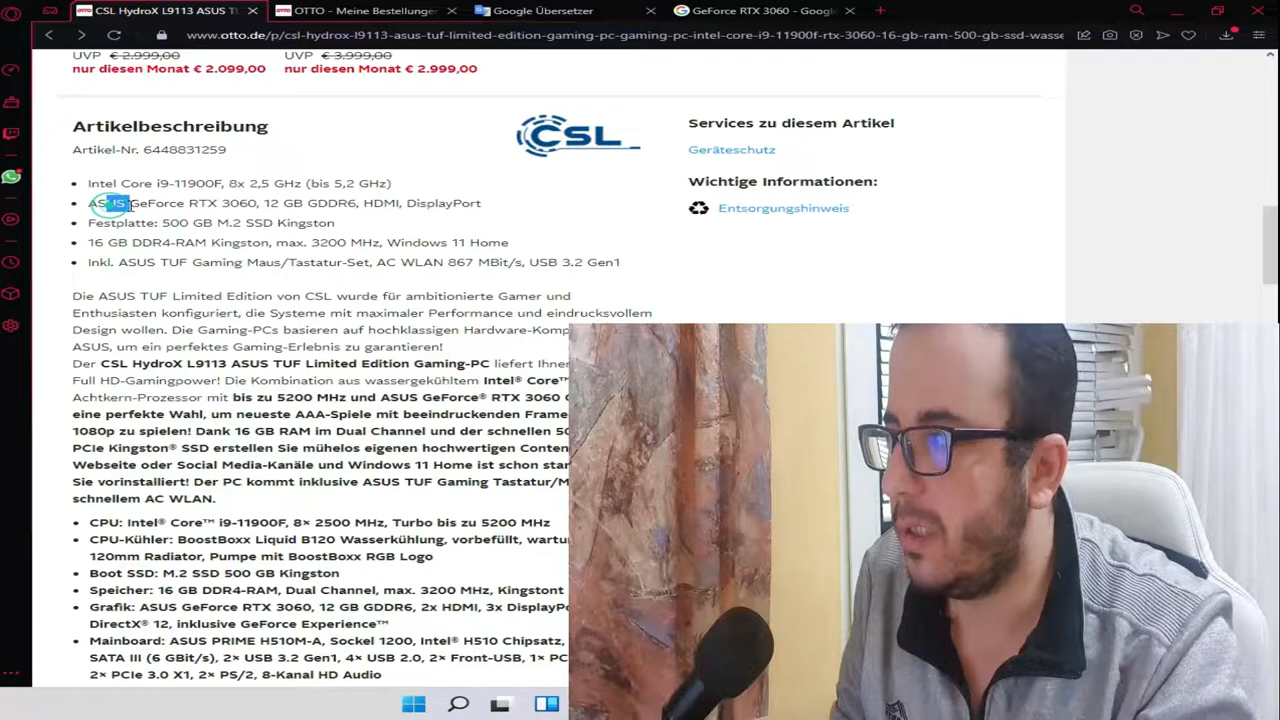 CSL HydroX L9113 ASUS T
OTTO - Meine Bestellunger
Google Übersetzer
GeForce RTX 3060 - Googl
www.otto.de/p/csl-hydrox-l9113-asus-tuf-limited-edition-gaming-pc-gaming-pc-intel-core-i9-11900f-rtx-3060-16-gb-ram-500-gb-ssd-wasse
UVP € 2.999,00 UVP € 3.999,00
nur diesen Monat € 2.099,00 nur diesen Monat € 2.999,00
Artikelbeschreibung
Artikel-Nr. 6448831259
CSL
Services zu diesem Artikel
Geräteschutz
Wichtige Informationen:
Entsorgungshinweis
Intel Core i9-11900F, 8x 2,5 GHz (bis 5,2 GHz)
ASUS GeForce RTX 3060, 12 GB GDDR6, HDMI, DisplayPort
Festplatte: 500 GB M.2 SSD Kingston
16 GB DDR4-RAM Kingston, max. 3200 MHz, Windows 11 Home
Inkl. ASUS TUF Gaming Maus/Tastatur-Set, AC WLAN 867 MBit/s, USB 3.2 Gen1
Die ASUS TUF Limited Edition von CSL wurde für ambitionierte Gamer und
Enthusiasten konfiguriert, die Systeme mit maximaler Performance und eindrucksvollem
Design wollen. Die Gaming-PCs basieren auf hochklassigen Hardware-Komp
ASUS, um ein perfektes Gaming-Erlebnis zu garantieren!
Der CSL HydroX L9113 ASUS TUF Limited Edition Gaming-PC liefert Ihner
Full HD-Gamingpower! Die Kombination aus wassergekühltem Intel® Core™
Achtkern-Prozessor mit bis zu 5200 MHz und ASUS GeForce® RTX 3060
eine perfekte Wahl, um neueste AAA-Spiele mit beeindruckenden Frame
1080p zu spielen! Dank 16 GB RAM im Dual Channel und der schnellen 50
PCIe Kingston® SSD erstellen Sie mühelos eigenen hochwertigen Conten
Webseite oder Social Media-Kanäle und Windows 11 Home ist schon star
Sie vorinstalliert! Der PC kommt inklusive ASUS TUF Gaming Tastatur/M
schnellem AC WLAN.
CPU: Intel® Core™ i9-11900F, 8× 2500 MHz, Turbo bis zu 5200 MHz
CPU-Kühler: BoostBoxx Liquid B120 Wasserkühlung, vorbefüllt, wartur
120mm Radiator, Pumpe mit BoostBoxx RGB Logo
Boot SSD: M.2 SSD 500 GB Kingston
Speicher: 16 GB DDR4-RAM, Dual Channel, max. 3200 MHz, Kingston
Grafik: ASUS GeForce RTX 3060, 12 GB GDDR6, 2x HDMI, 3x DisplayPo
DirectX® 12, inklusive GeForce Experience™
Mainboard: ASUS PRIME H510M-A, Sockel 1200, Intel® H510 Chipsatz,
SATA III (6 GBit/s), 2× USB 3.2 Gen1, 4× USB 2.0, 2× Front-USB, 1× PC
2× PCIe 3.0 X1, 2× PS/2, 8-Kanal HD Audio